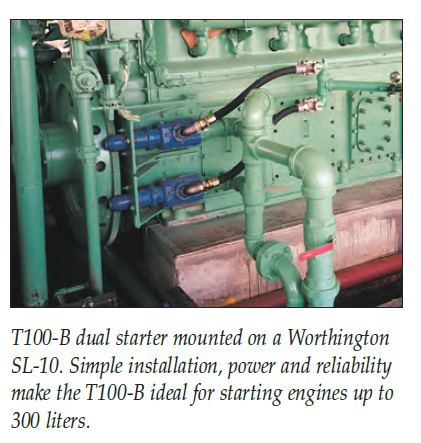 T100-B dual starter mounted on a Worthington
SL-10. Simple installation, power and reliability
make the T100-B ideal for starting engines up to
300 liters.